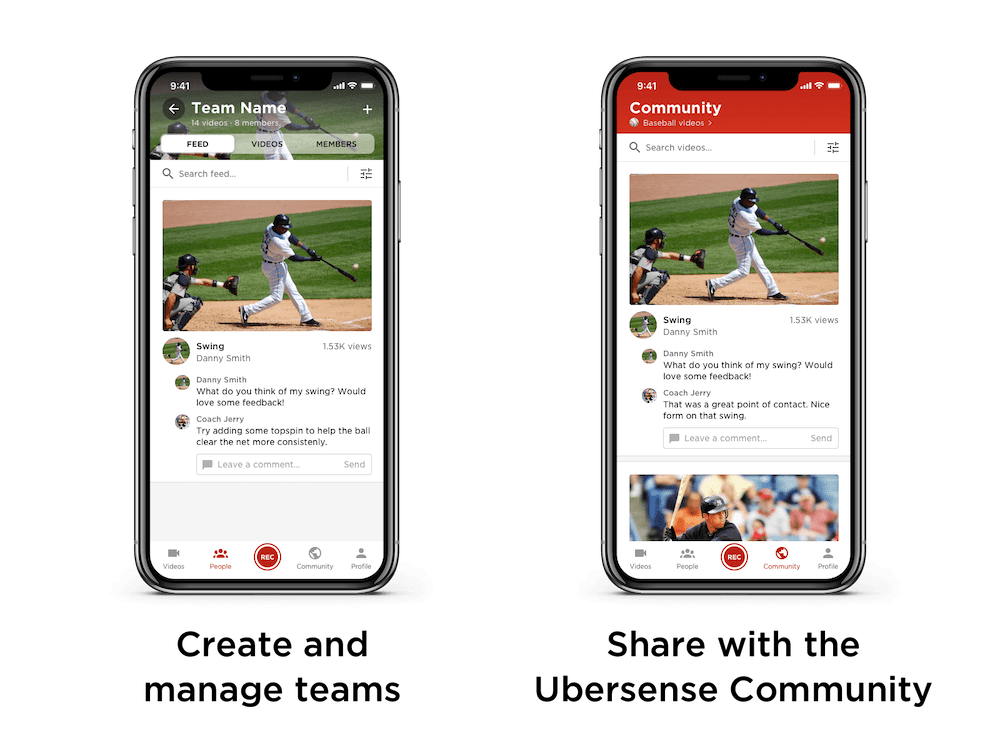 9:41
Team Name
14 videos · 8 members
FEED VIDEOS MEMBERS
Search feed...
Swing 1.53K views
Danny Smith
Danny Smith
What do you think of my swing? Would
love some feedback!
Coach Jerry
Try adding some topspin to help the ball
clear the net more consistenly.
Leave a comment... Send
Videos People REC Community Profile
Create and
manage teams
9:41
Community
Baseball videos >
Search videos...
Swing 1.53K views
Danny Smith
Danny Smith
What do you think of my swing? Would
love some feedback!
Coach Jerry
That was a great point of contact. Nice
form on that swing.
Leave a comment... Send
Videos People REC Community Profile
Share with the
Ubersense Community